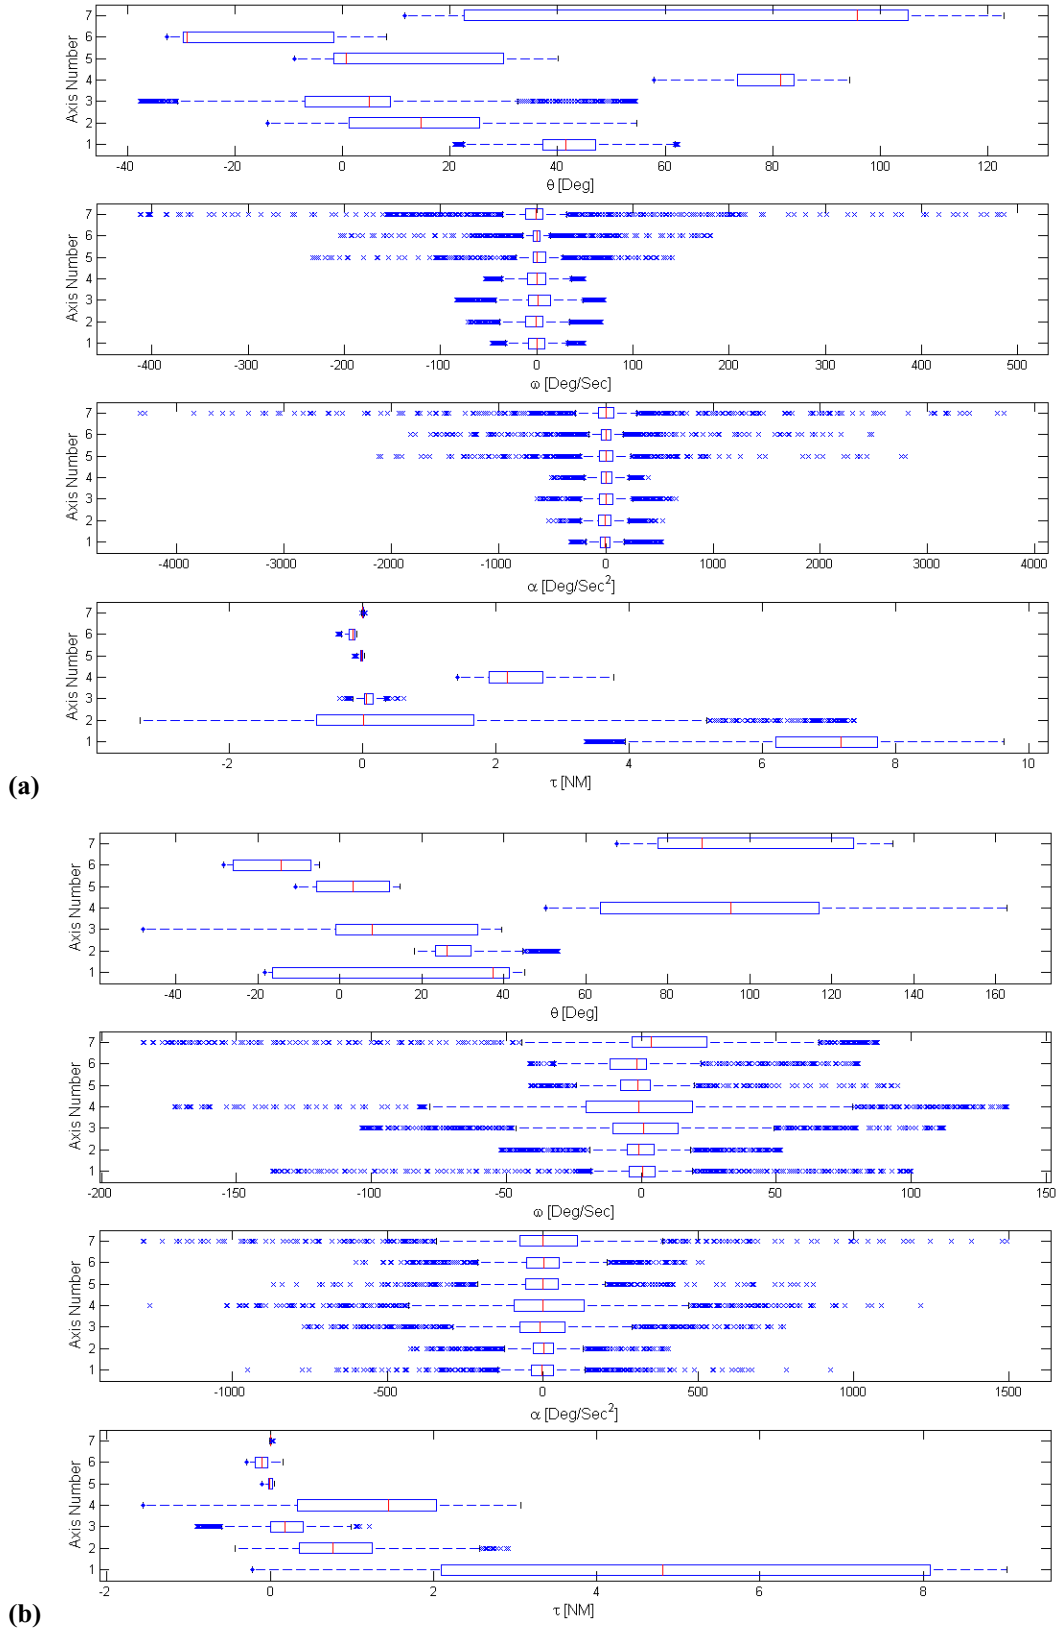 Axis Number
7
6
5
4
3
2
1
-40 -20 0 20 40 60 80 100 120
θ [Deg]
Axis Number
7
6
5
4
3
2
1
-400 -300 -200 -100 0 100 200 300 400 500
ω [Deg/Sec]
Axis Number
7
6
5
4
3
2
1
-4000 -3000 -2000 -1000 0 1000 2000 3000 4000
α [Deg/Sec²]
Axis Number
7
6
5
4
3
2
1
-2 0 2 4 6 8 10
τ [NM]
(a)
Axis Number
7
6
5
4
3
2
1
-40 -20 0 20 40 60 80 100 120 140 160
θ [Deg]
Axis Number
7
6
5
4
3
2
1
-200 -150 -100 -50 0 50 100 150
ω [Deg/Sec]
Axis Number
7
6
5
4
3
2
1
-1000 -500 0 500 1000 1500
α [Deg/Sec²]
Axis Number
7
6
5
4
3
2
1
-2 0 2 4 6 8
τ [NM]
(b)